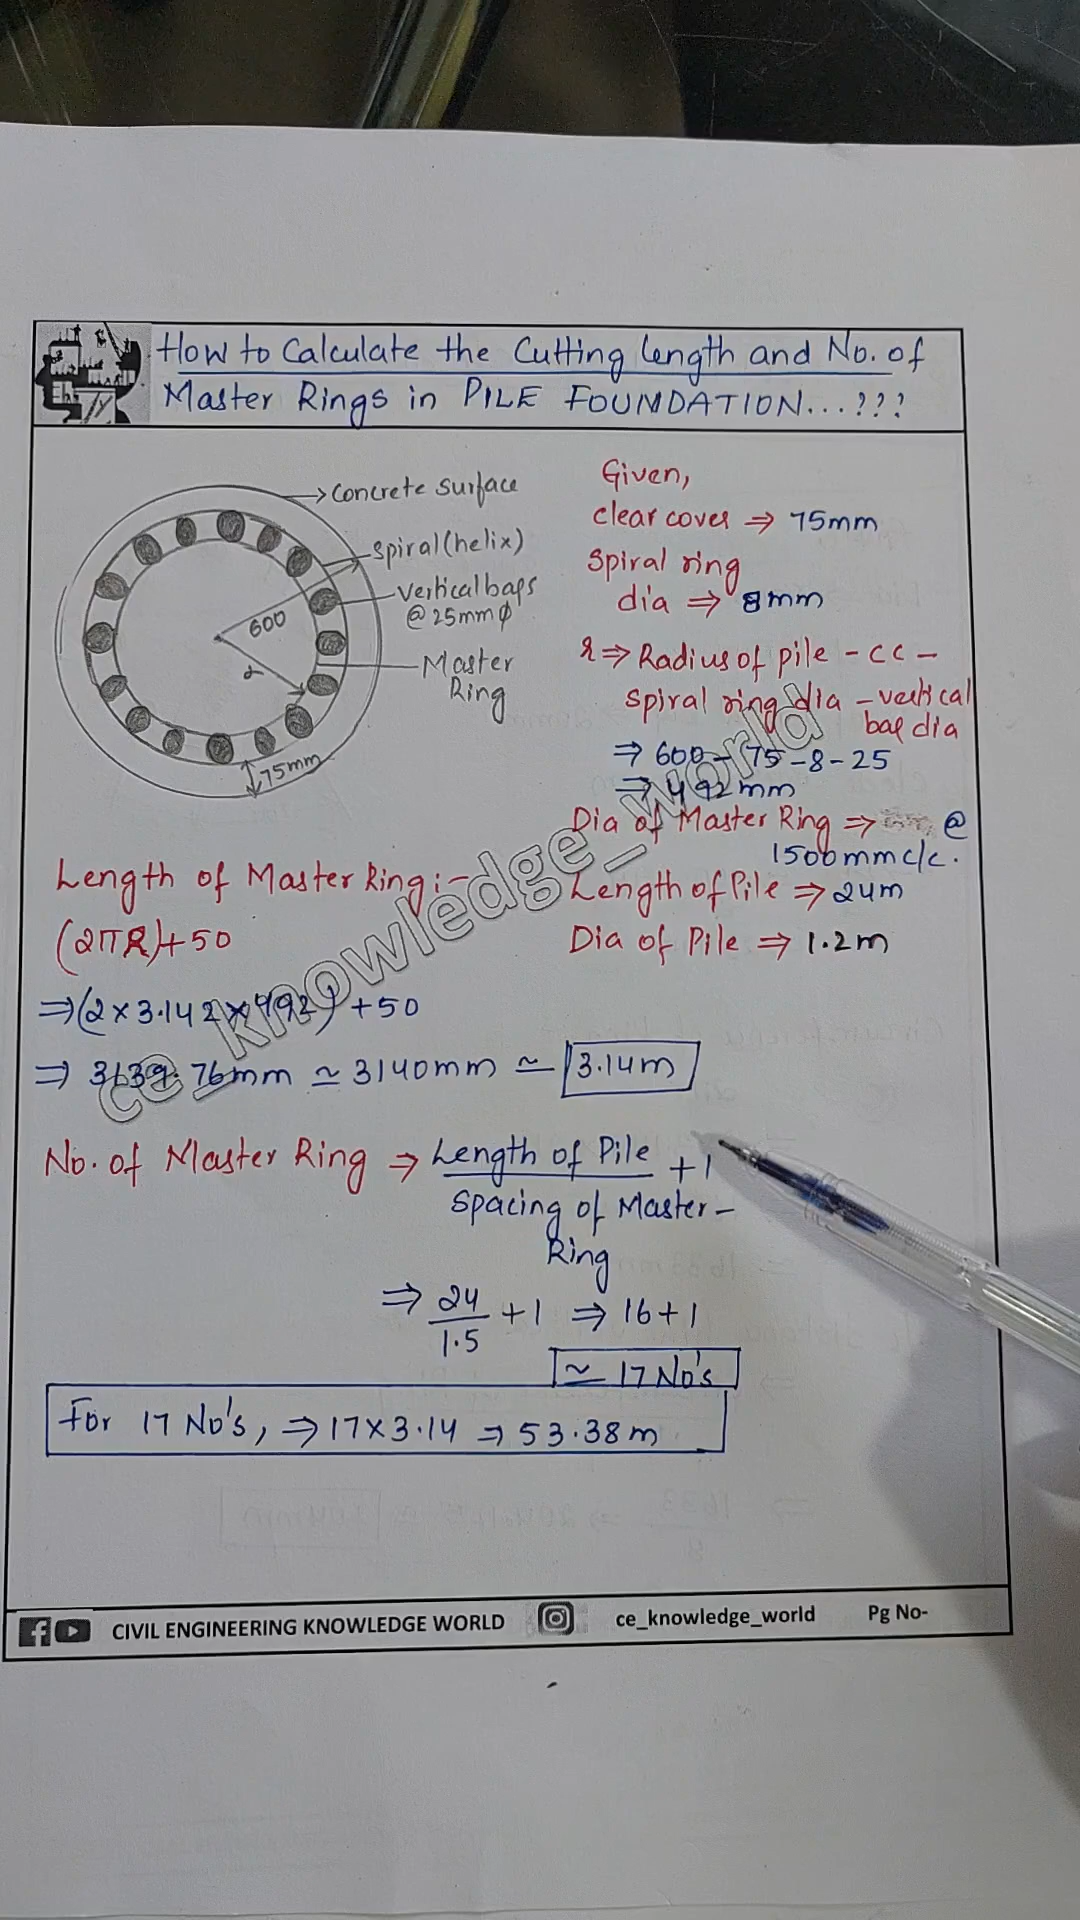 How to Calculate the Cutting length and No. of
Master Rings in PILE FOUNDATION...???
Concrete surface
Spiral (helix)
Vertical bars
@ 25mm ϕ
Master
Ring
600
r
75mm
Given,
clear cover ⇒ 75mm
Spiral ring
dia ⇒ 8mm
r ⇒ Radius of pile - cc -
spiral ring dia - vertical
bar dia
⇒ 600 - 75 - 8 - 25
⇒ 492mm
Dia of Master Ring ⇒ @
1500mm c/c.
Length of Pile ⇒ 24m
Dia of Pile ⇒ 1.2m
Length of Master Ring :-
(2πR)+50
⇒ (2 × 3.142 × 492) + 50
⇒ 3139.76mm ≃ 3140mm ≃ 3.14m
No. of Master Ring ⇒ Length of Pile + 1
Spacing of Master -
Ring
⇒ 24 + 1 ⇒ 16 + 1
1.5
≃ 17 No's
For 17 No's, ⇒ 17 × 3.14 ⇒ 53.38m
ce_knowledge_world
CIVIL ENGINEERING KNOWLEDGE WORLD ce_knowledge_world Pg No-